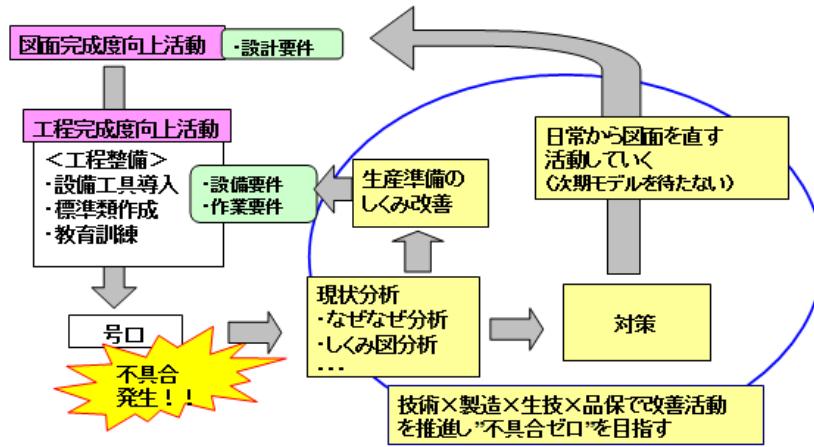 図面完成度向上活動
・設計要件
工程完成度向上活動
＜工程整備＞
・設備工具導入
・標準類作成
・教育訓練
・設備要件
・作業要件
生産準備の
しくみ改善
日常から図面を直す
活動していく
（次期モデルを待たない）
号口
不具合
発生！！
現状分析
・なぜなぜ分析
・しくみ図分析
・・・
対策
技術×製造×生技×品保で改善活動
を推進し”不具合ゼロ”を目指す